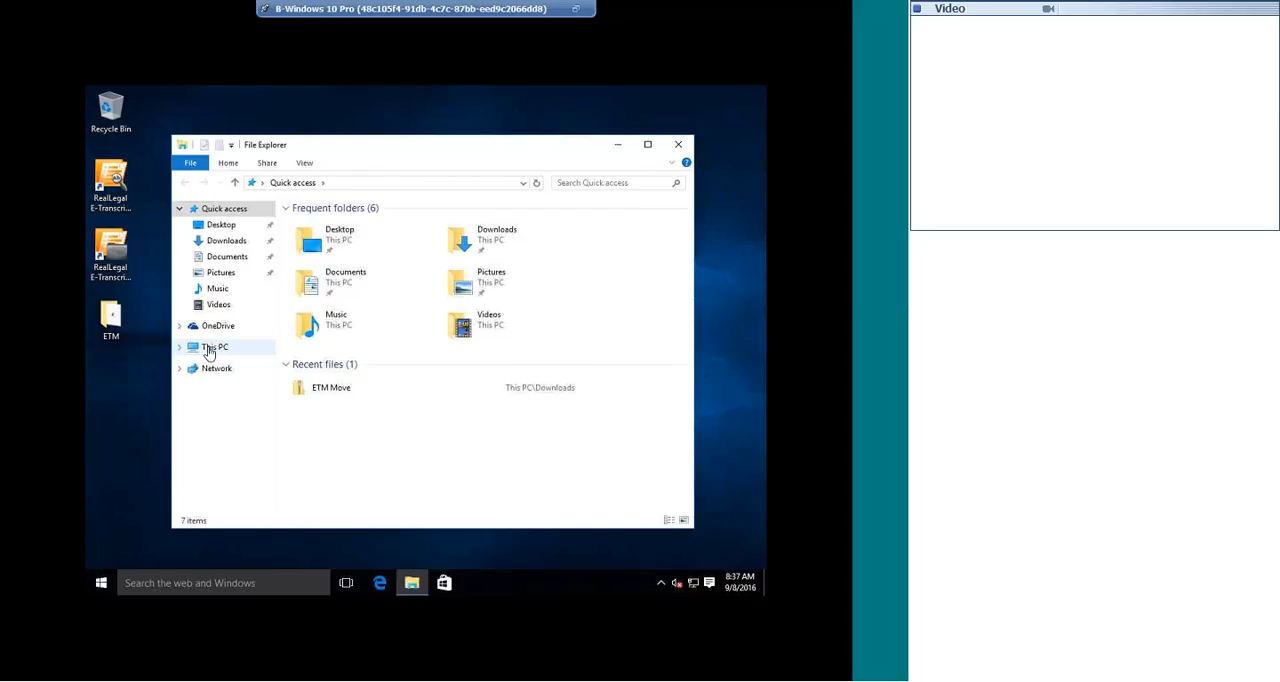 B-Windows 10 Pro (48c105f4-91db-4c7c-87bb-eed9c2066dd8)
Video
Recycle Bin
RealLegal
E-Transcri...
RealLegal
E-Transcri...
ETM
File Explorer
File
Home
Share
View
Quick access
Search Quick access
Quick access
Desktop
Downloads
Documents
Pictures
Music
Videos
OneDrive
This PC
Network
Frequent folders (6)
Desktop
This PC
Downloads
This PC
Documents
This PC
Pictures
This PC
Music
This PC
Videos
This PC
Recent files (1)
ETM Move
This PC\Downloads
7 items
Search the web and Windows
8:37 AM
9/8/2016